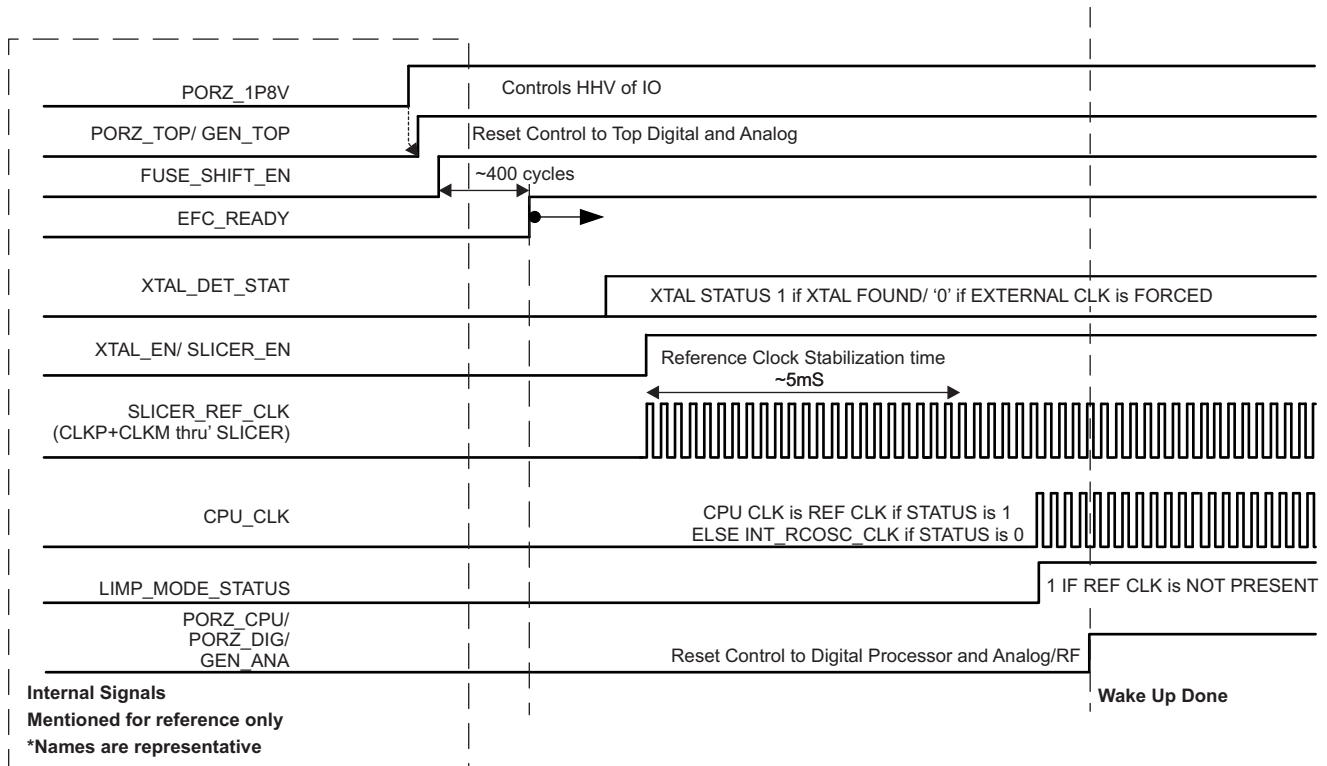 PORZ_1P8V
Controls HHV of IO
PORZ_TOP/ GEN_TOP
Reset Control to Top Digital and Analog
FUSE_SHIFT_EN
~400 cycles
EFC_READY
XTAL_DET_STAT
XTAL STATUS 1 if XTAL FOUND/ ‘0’ if EXTERNAL CLK is FORCED
XTAL_EN/ SLICER_EN
Reference Clock Stabilization time
~5mS
SLICER_REF_CLK
(CLKP+CLKM thru’ SLICER)
CPU_CLK
CPU CLK is REF CLK if STATUS is 1
ELSE INT_RCOSC_CLK if STATUS is 0
LIMP_MODE_STATUS
1 IF REF CLK is NOT PRESENT
PORZ_CPU/
PORZ_DIG/
GEN_ANA
Reset Control to Digital Processor and Analog/RF
Internal Signals
Mentioned for reference only
*Names are representative
Wake Up Done